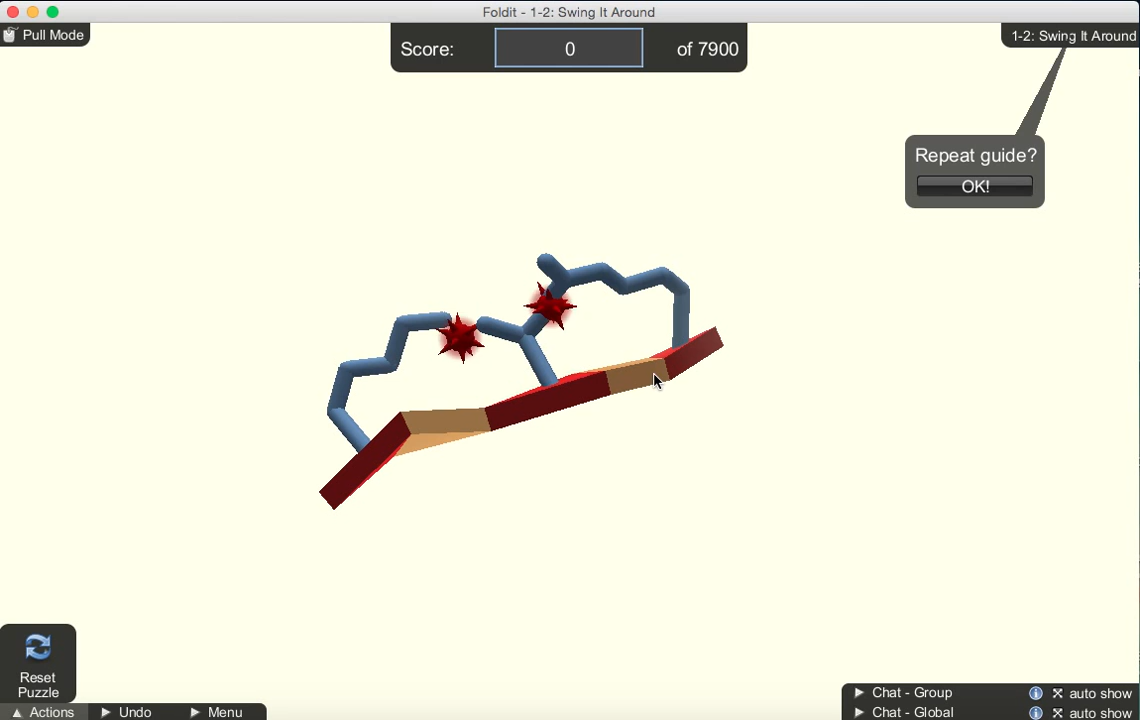 Foldit - 1-2: Swing It Around
Pull Mode
Score: 0 of 7900
1-2: Swing It Around
Repeat guide?
OK!
Reset
Puzzle
Actions
Undo
Menu
Chat - Group
auto show
Chat - Global
auto show